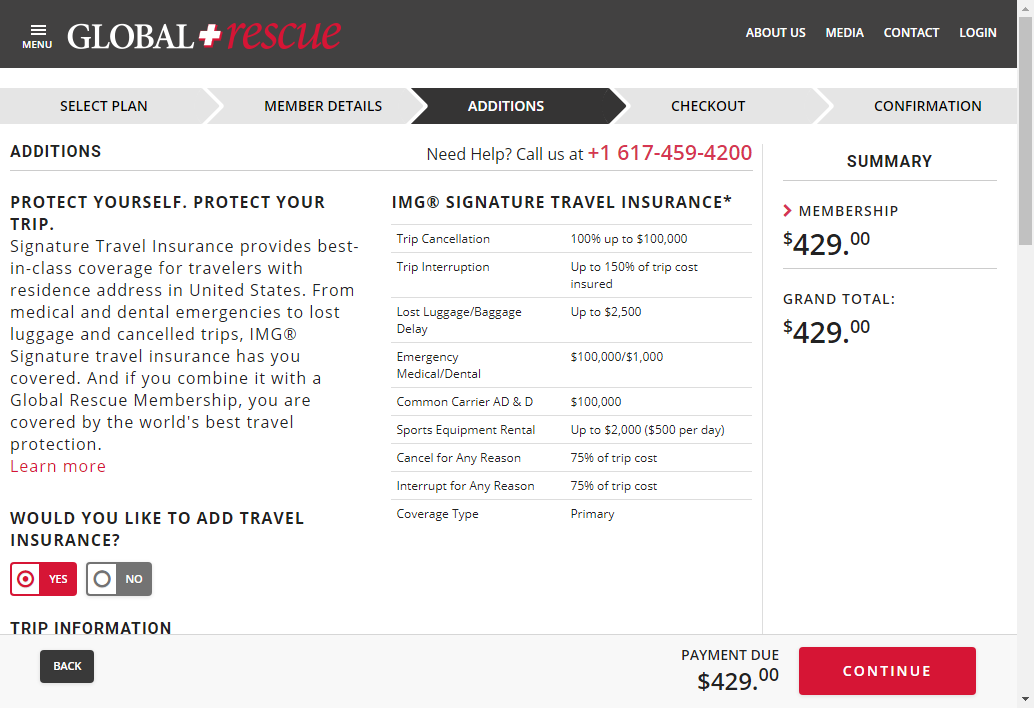 MENU
GLOBAL rescue
ABOUT US
MEDIA
CONTACT
LOGIN
SELECT PLAN
MEMBER DETAILS
ADDITIONS
CHECKOUT
CONFIRMATION
ADDITIONS
Need Help? Call us at +1 617-459-4200
PROTECT YOURSELF. PROTECT YOUR
TRIP.
Signature Travel Insurance provides best-
in-class coverage for travelers with
residence address in United States. From
medical and dental emergencies to lost
luggage and cancelled trips, IMG®
Signature travel insurance has you
covered. And if you combine it with a
Global Rescue Membership, you are
covered by the world's best travel
protection.
Learn more
WOULD YOU LIKE TO ADD TRAVEL
INSURANCE?
YES
NO
TRIP INFORMATION
IMG® SIGNATURE TRAVEL INSURANCE*
Trip Cancellation 100% up to $100,000
Trip Interruption Up to 150% of trip cost
insured
Lost Luggage/Baggage Up to $2,500
Delay
Emergency $100,000/$1,000
Medical/Dental
Common Carrier AD & D $100,000
Sports Equipment Rental Up to $2,000 ($500 per day)
Cancel for Any Reason 75% of trip cost
Interrupt for Any Reason 75% of trip cost
Coverage Type Primary
SUMMARY
MEMBERSHIP
$429.00
GRAND TOTAL:
$429.00
BACK
PAYMENT DUE
$429.00
CONTINUE